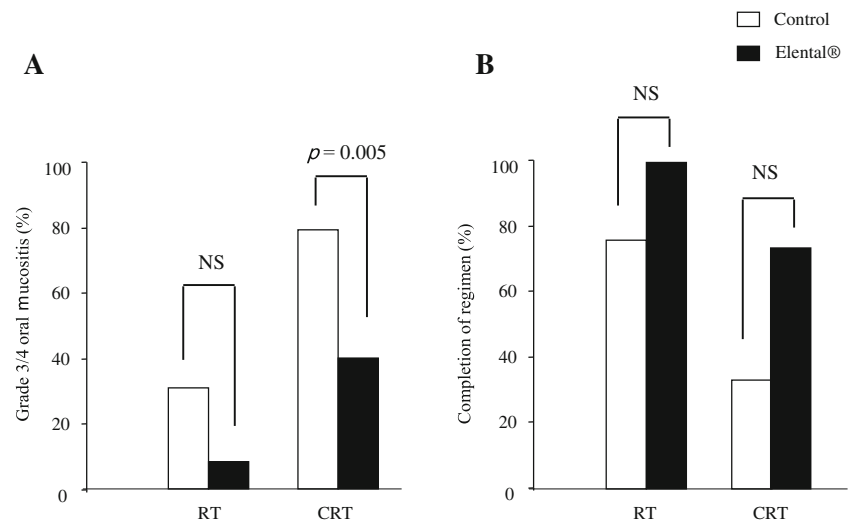 Control
Elental®
A
Grade 3/4 oral mucositis (%)
100
80
60
40
20
0
NS
p = 0.005
RT
CRT
B
Completion of regimen (%)
100
80
60
40
20
0
NS
NS
RT
CRT